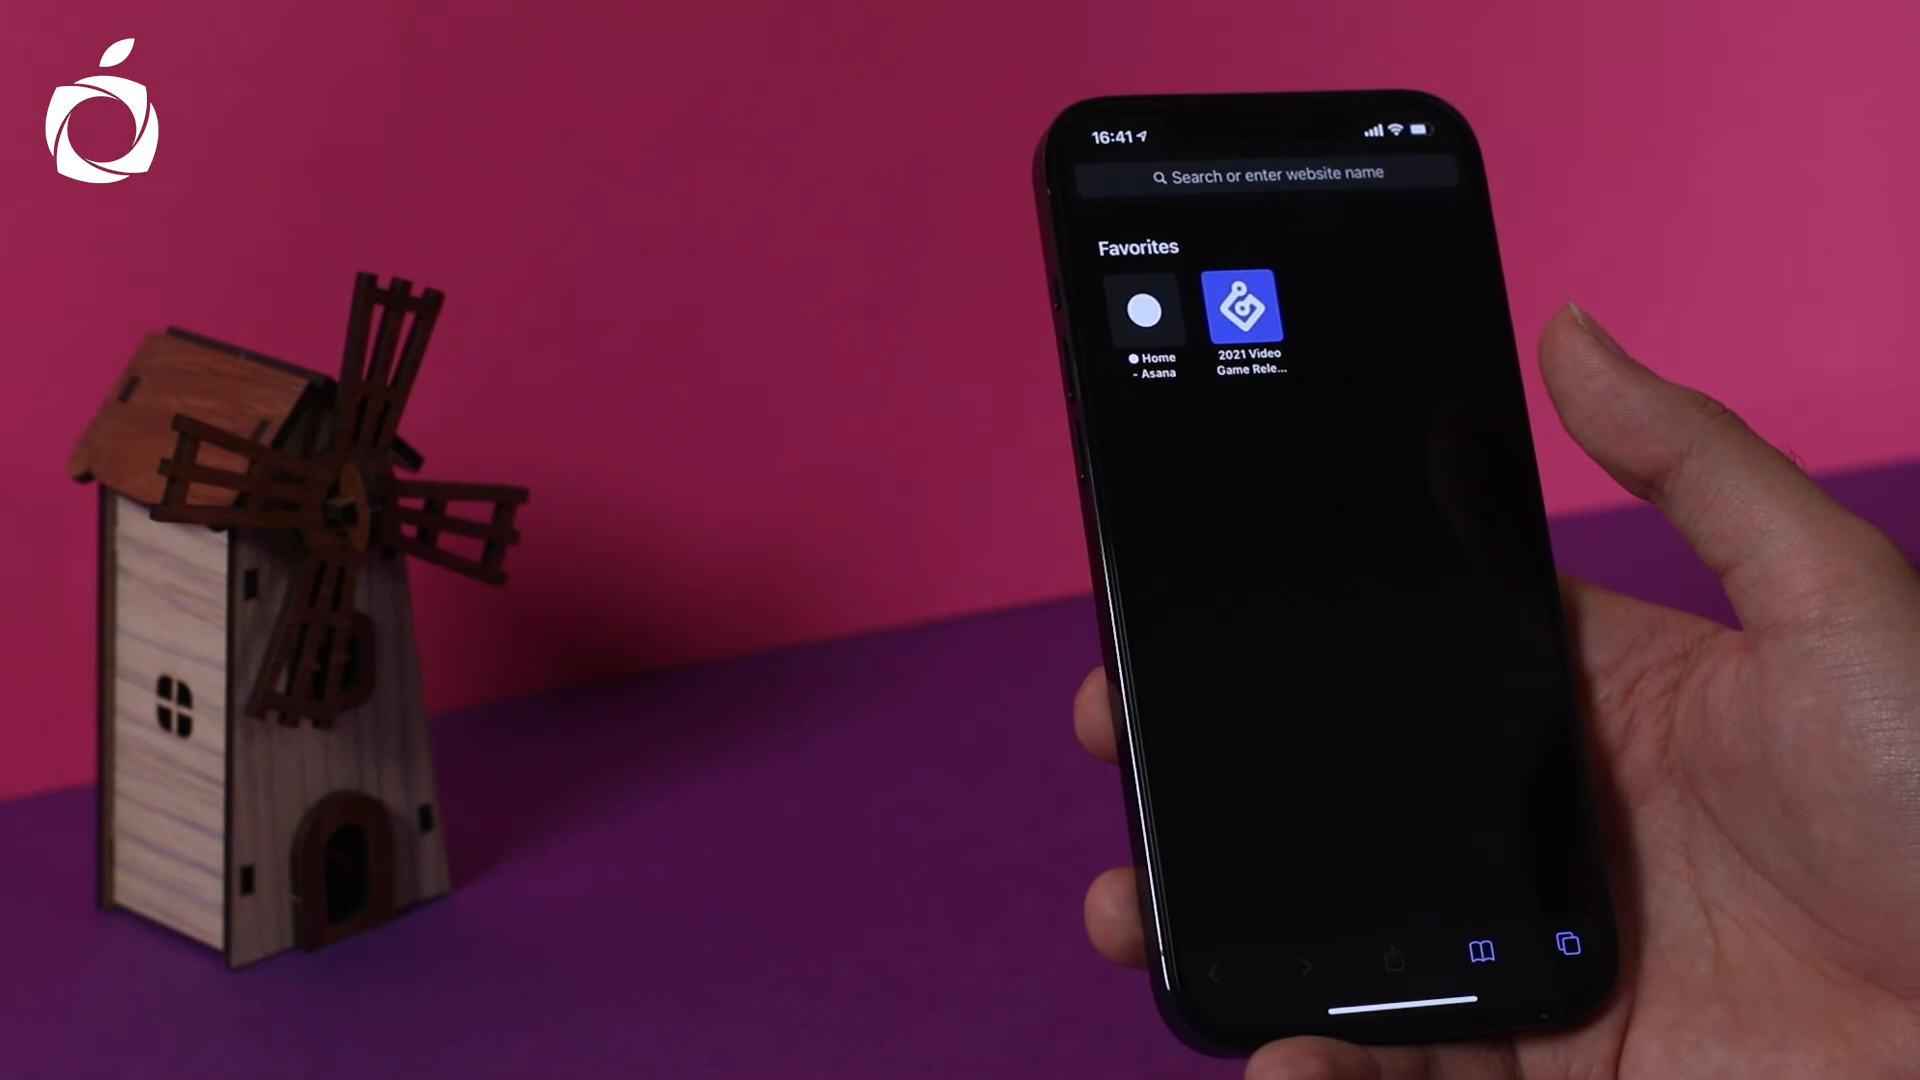 16:41
Search or enter website name
Favorites
Home
- Asana
2021 Video
Game Rele...